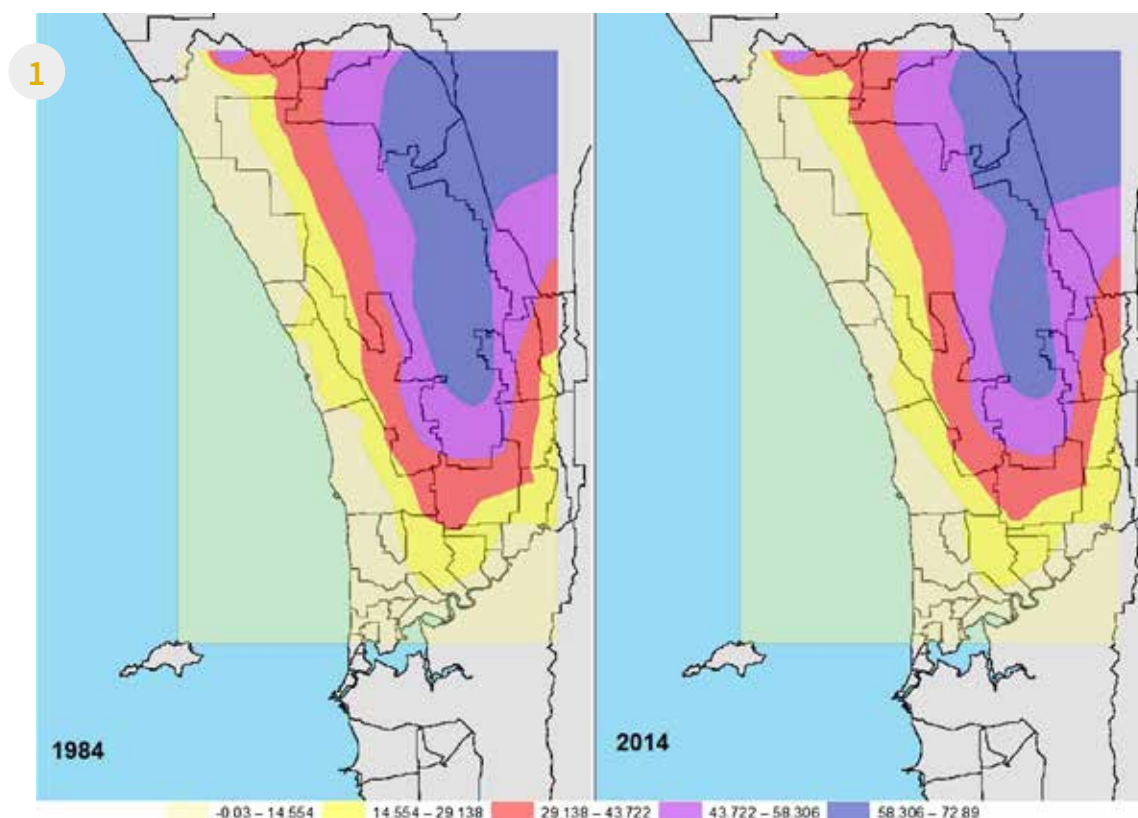 1
1984
2014
-0.03 – 14.554 14.554 – 29.138 29.138 – 43.722 43.722 – 58.306 58.306 – 72.89